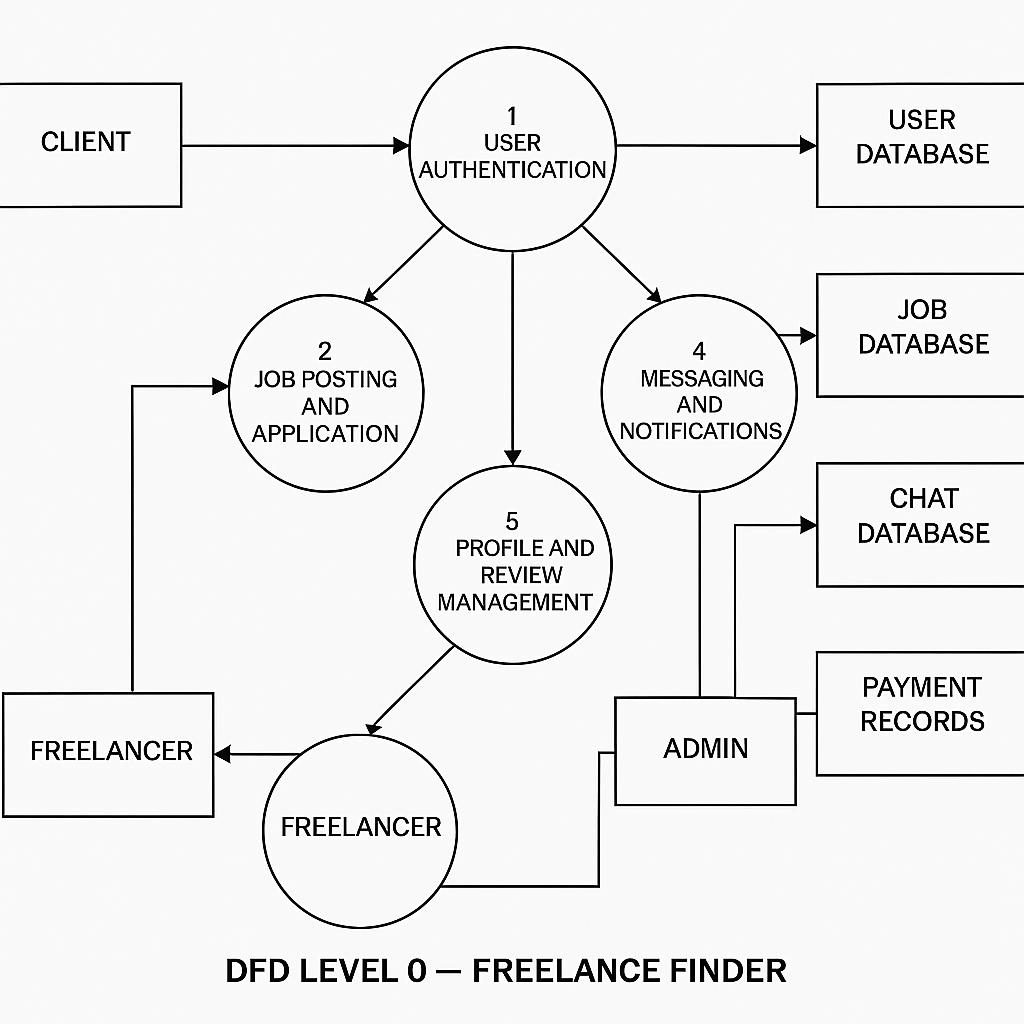 CLIENT
1
USER
AUTHENTICATION
USER
DATABASE
2
JOB POSTING
AND
APPLICATION
4
MESSAGING
AND
NOTIFICATIONS
JOB
DATABASE
5
PROFILE AND
REVIEW
MANAGEMENT
CHAT
DATABASE
FREELANCER
FREELANCER
ADMIN
PAYMENT
RECORDS
DFD LEVEL 0 — FREELANCE FINDER